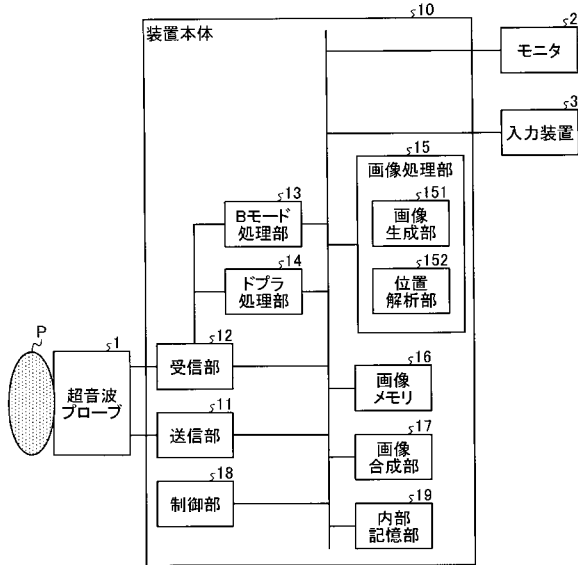 10
装置本体
2
モニタ
3
入力装置
15
画像処理部
151
画像
生成部
152
位置
解析部
13
Bモード
処理部
14
ドプラ
処理部
P
1
超音波
プローブ
12
受信部
11
送信部
18
制御部
16
画像
メモリ
17
画像
合成部
19
内部
記憶部